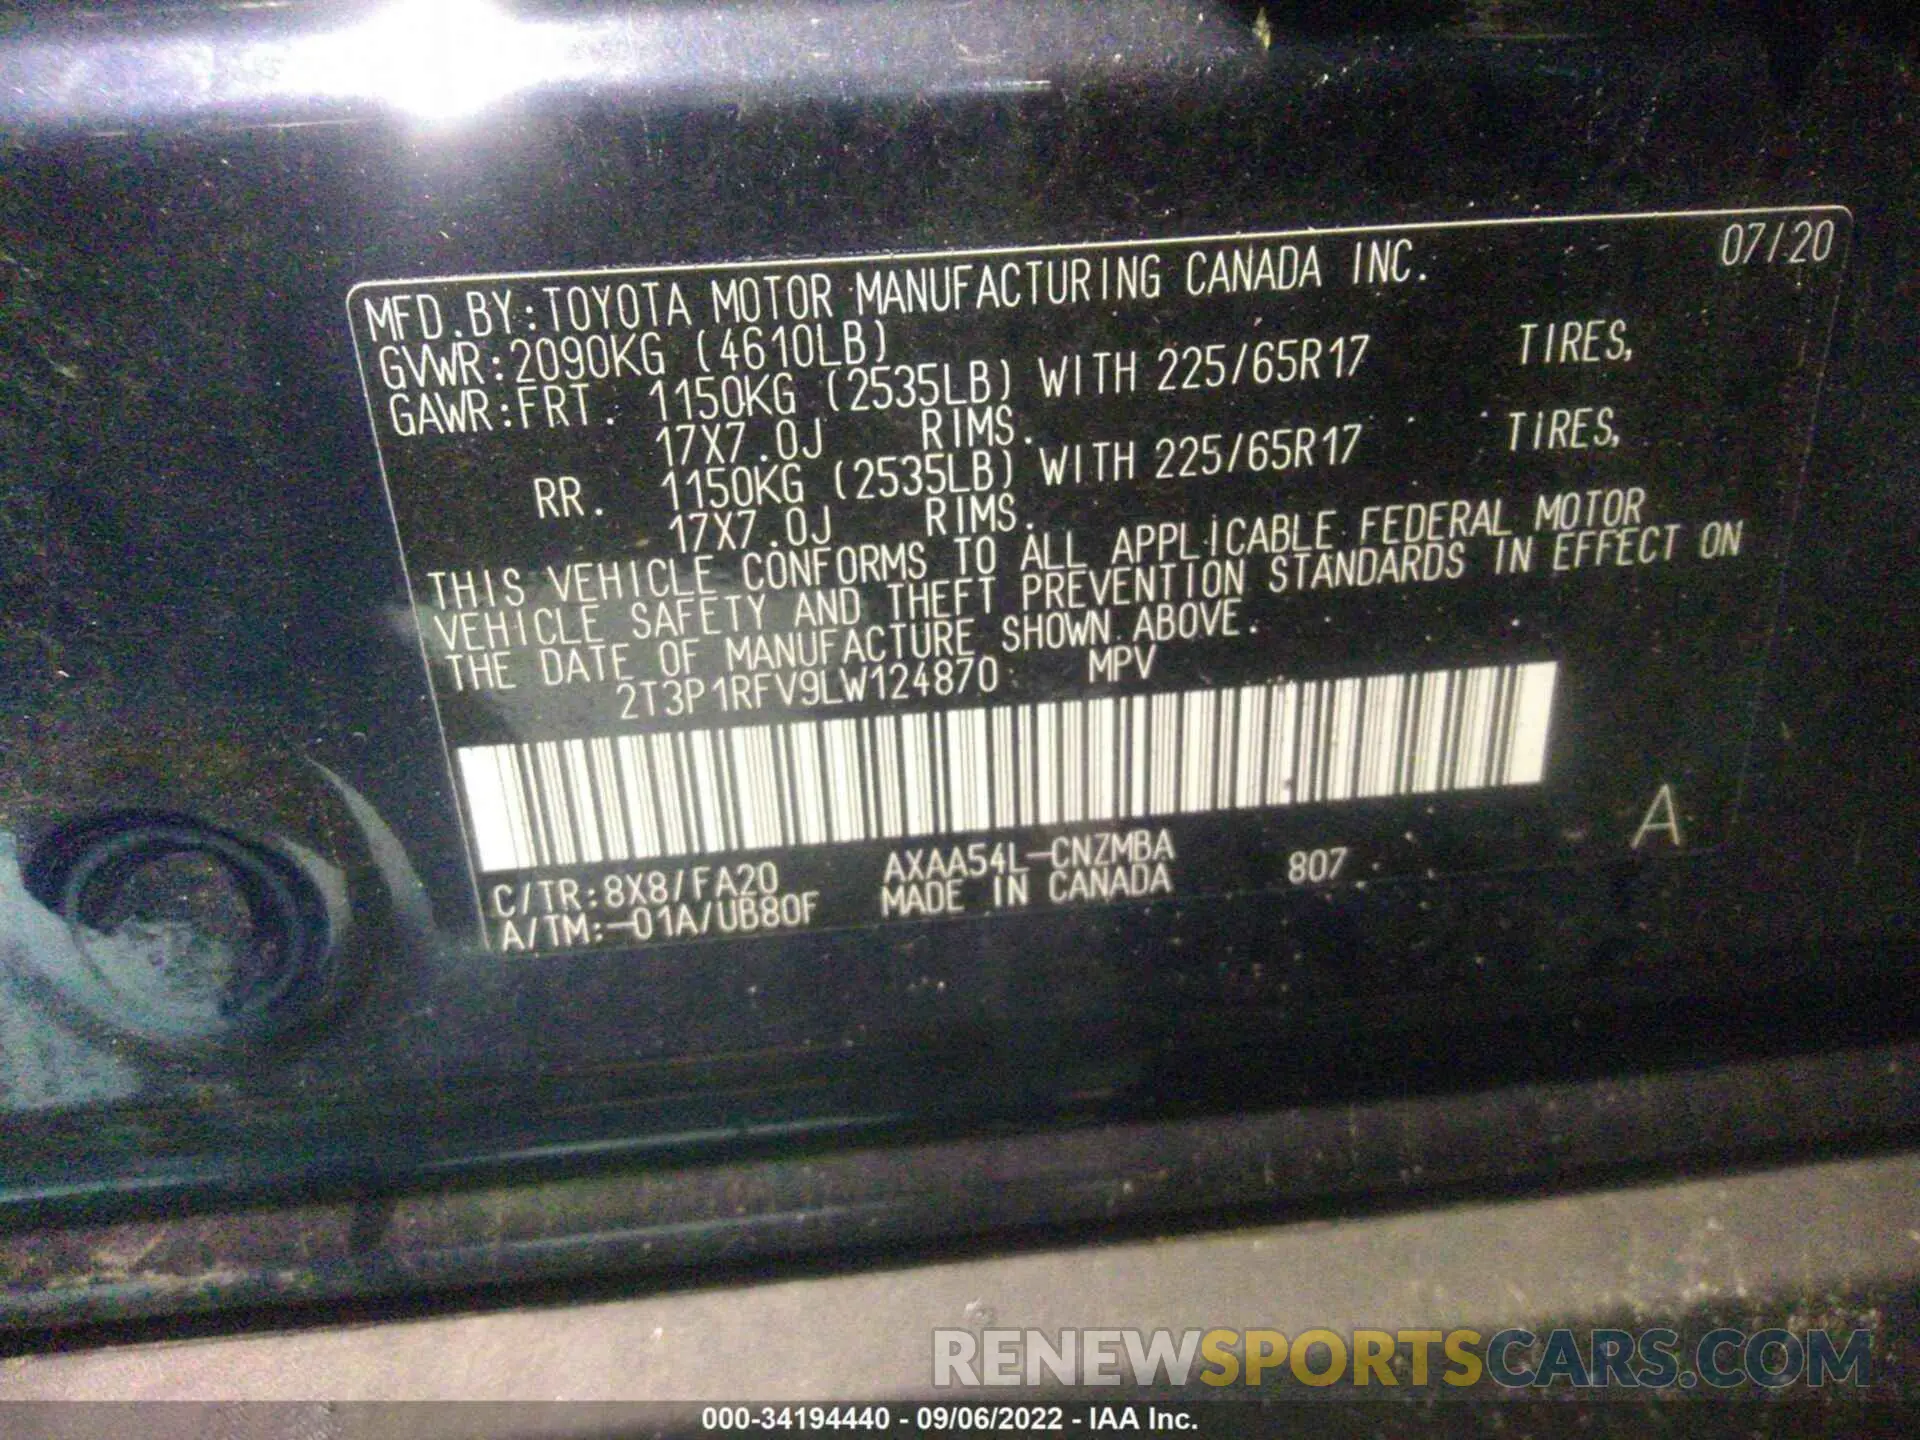 07/20
MFD.BY:TOYOTA MOTOR MANUFACTURING CANADA INC.
GVWR:2090KG (4610LB)
GAWR:FRT. 1150KG (2535LB) WITH 225/65R17 TIRES,
17X7.0J RIMS.
RR. 1150KG (2535LB) WITH 225/65R17 TIRES,
17X7.0J RIMS.
THIS VEHICLE CONFORMS TO ALL APPLICABLE FEDERAL MOTOR
VEHICLE SAFETY AND THEFT PREVENTION STANDARDS IN EFFECT ON
THE DATE OF MANUFACTURE SHOWN ABOVE.
2T3P1RFV9LW124870 MPV
A
C/TR:8X8/FA20 AXAA54L-CNZMBA 807
A/TM:-01A/UB80F MADE IN CANADA
RENEWSPORTSCARS.COM
000-34194440 - 09/06/2022 - IAA Inc.